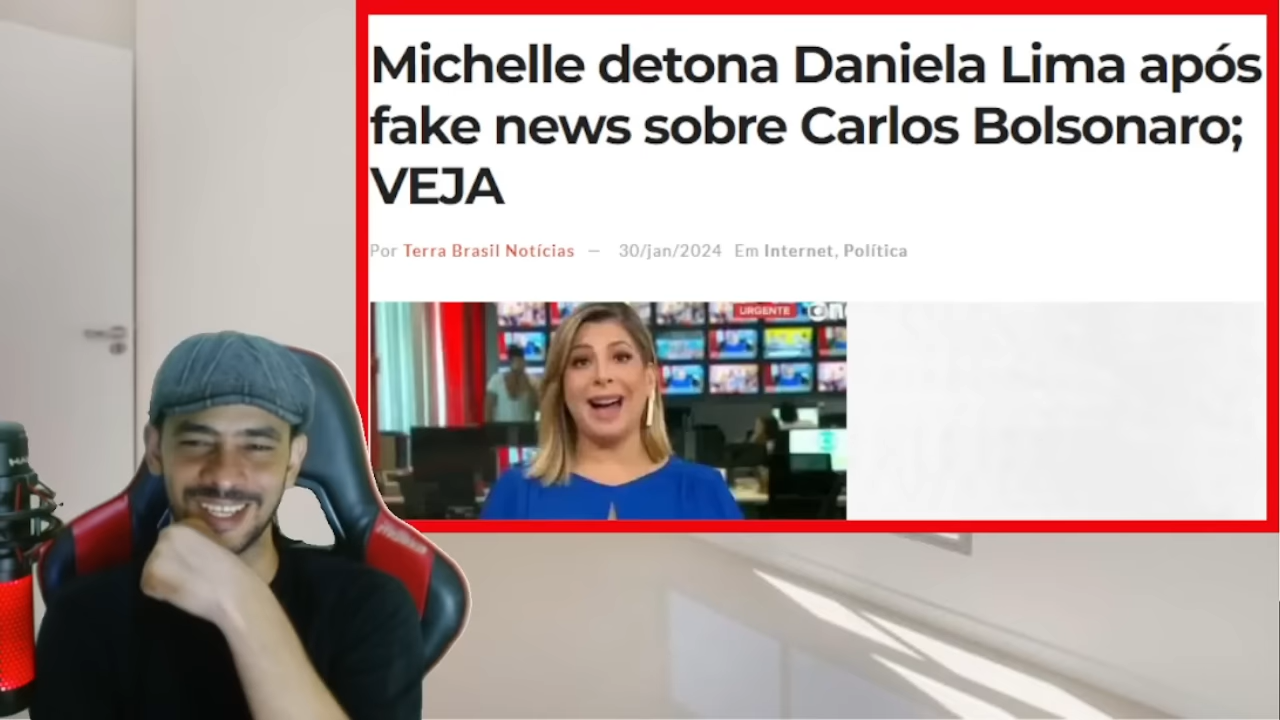 Michelle detona Daniela Lima após
fake news sobre Carlos Bolsonaro;
VEJA
Por Terra Brasil Notícias — 30/jan/2024 Em Internet, Política
URGENTE